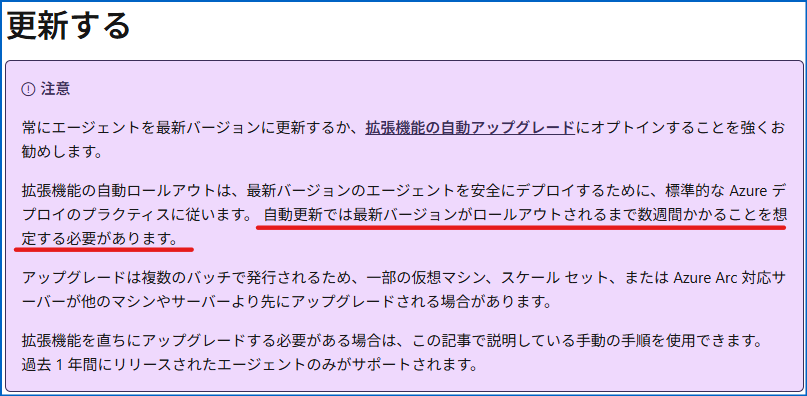 更新する
注意
常にエージェントを最新バージョンに更新するか、拡張機能の自動アップグレードにオプトインすることを強くお
勧めします。
拡張機能の自動ロールアウトは、最新バージョンのエージェントを安全にデプロイするために、標準的な Azure デ
プロイのプラクティスに従います。 自動更新では最新バージョンがロールアウトされるまで数週間かかることを想
定する必要があります。
アップグレードは複数のバッチで発行されるため、一部の仮想マシン、スケール セット、または Azure Arc 対応サ
ーバーが他のマシンやサーバーより先にアップグレードされる場合があります。
拡張機能を直ちにアップグレードする必要がある場合は、この記事で説明している手動の手順を使用できます。
過去 1 年間にリリースされたエージェントのみがサポートされます。